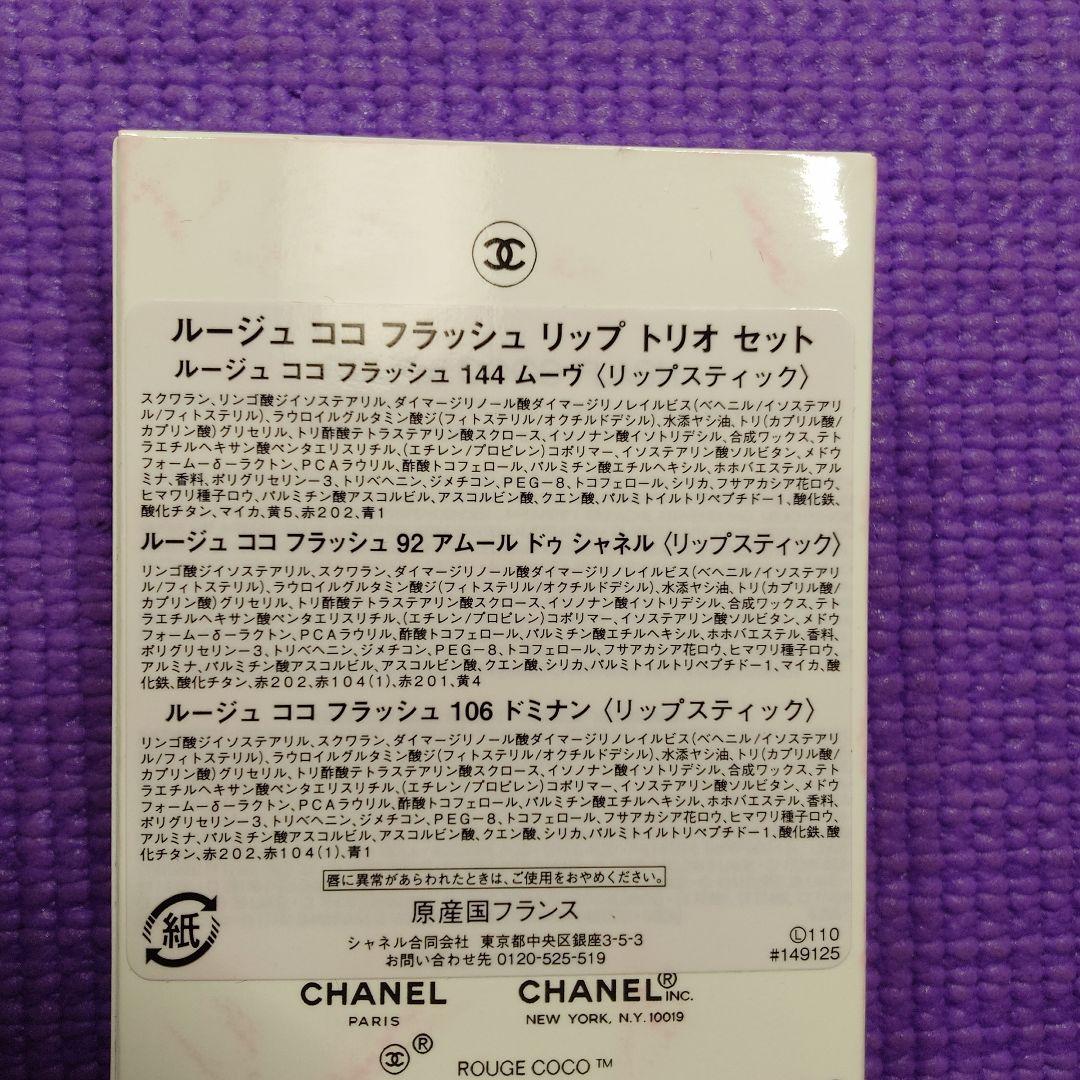 ルージュ ココ フラッシュ リップ トリオ セット
ルージュ ココ フラッシュ 144 ムーヴ〈リップスティック〉
スクワラン、リンゴ酸ジイソステアリル、ダイマージリノール酸ダイマージリノレイルビス(ベヘニル/イソステアリ
ル/フィトステリル)、ラウロイルグルタミン酸ジ(フィトステリル/オクチルドデシル)、水添ヤシ油、トリ(カプリル酸/
カプリン酸)グリセリル、トリ酢酸テトラステアリン酸スクロース、イソノナン酸イソトリデシル、合成ワックス、テト
ラエチルヘキサン酸ペンタエリスリチル、(エチレン/プロピレン)コポリマー、イソステアリン酸ソルビタン、メドウ
フォームーδーラクトン、PCAラウリル、酢酸トコフェロール、パルミチン酸エチルヘキシル、ホホバエステル、アル
ミナ、香料、ポリグリセリンー3、トリベヘニン、ジメチコン、PEGー8、トコフェロール、シリカ、フサアカシア花ロウ、
ヒマワリ種子ロウ、パルミチン酸アスコルビル、アスコルビン酸、クエン酸、パルミトイルトリペプチドー1、酸化鉄、
酸化チタン、マイカ、黄5、赤202、青1
ルージュ ココ フラッシュ 92 アムール ドゥ シャネル〈リップスティック〉
リンゴ酸ジイソステアリル、スクワラン、ダイマージリノール酸ダイマージリノレイルビス(ベヘニル/イソステアリ
ル/フィトステリル)、ラウロイルグルタミン酸ジ(フィトステリル/オクチルドデシル)、水添ヤシ油、トリ(カプリル酸/
カプリン酸)グリセリル、トリ酢酸テトラステアリン酸スクロース、イソノナン酸イソトリデシル、合成ワックス、テト
ラエチルヘキサン酸ペンタエリスリチル、(エチレン/プロピレン)コポリマー、イソステアリン酸ソルビタン、メドウ
フォームーδーラクトン、PCAラウリル、酢酸トコフェロール、パルミチン酸エチルヘキシル、ホホバエステル、香料、
ポリグリセリンー3、トリベヘニン、ジメチコン、PEGー8、トコフェロール、フサアカシア花ロウ、ヒマワリ種子ロウ、
アルミナ、パルミチン酸アスコルビル、アスコルビン酸、クエン酸、シリカ、パルミトイルトリペプチドー1、マイカ、酸
化鉄、酸化チタン、赤202、赤104(1)、赤201、黄4
ルージュ ココ フラッシュ 106 ドミナン〈リップスティック〉
リンゴ酸ジイソステアリル、スクワラン、ダイマージリノール酸ダイマージリノレイルビス(ベヘニル/イソステアリ
ル/フィトステリル)、ラウロイルグルタミン酸ジ(フィトステリル/オクチルドデシル)、水添ヤシ油、トリ(カプリル酸/
カプリン酸)グリセリル、トリ酢酸テトラステアリン酸スクロース、イソノナン酸イソトリデシル、合成ワックス、テト
ラエチルヘキサン酸ペンタエリスリチル、(エチレン/プロピレン)コポリマー、イソステアリン酸ソルビタン、メドウ
フォームーδーラクトン、PCAラウリル、酢酸トコフェロール、パルミチン酸エチルヘキシル、ホホバエステル、香料、
ポリグリセリンー3、トリベヘニン、ジメチコン、PEGー8、トコフェロール、フサアカシア花ロウ、ヒマワリ種子ロウ、
アルミナ、パルミチン酸アスコルビル、アスコルビン酸、クエン酸、シリカ、パルミトイルトリペプチドー1、酸化鉄、酸
化チタン、赤202、赤104(1)、青1
唇に異常があらわれたときは、ご使用をおやめください。
紙
原産国フランス
シャネル合同会社 東京都中央区銀座3-5-3
お問い合わせ先 0120-525-519
Ⓛ110
#149125
CHANEL
PARIS
CHANEL® INC.
NEW YORK, N.Y. 10019
®
ROUGE COCO™